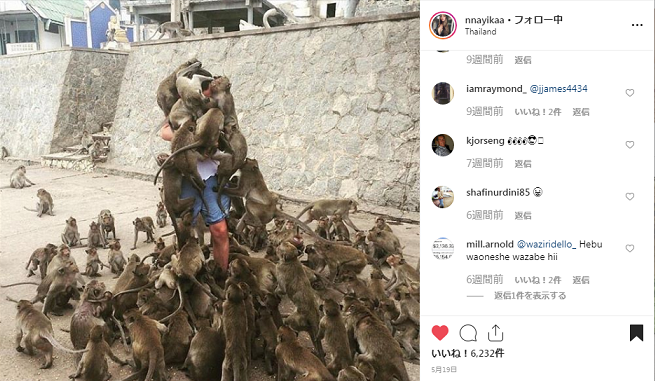 nnayikaa・フォロー中
Thailand
9週間前 返信
iamraymond_ @jjames4434
9週間前 いいね！2件 返信
kjorseng
7週間前 返信
shafinurdini85 😀
6週間前 返信
mill.arnold @waziridello_ Hebu
waoneshe wazabe hii
6週間前 いいね！2件 返信
返信1件を表示する
いいね！6,232件
5月19日